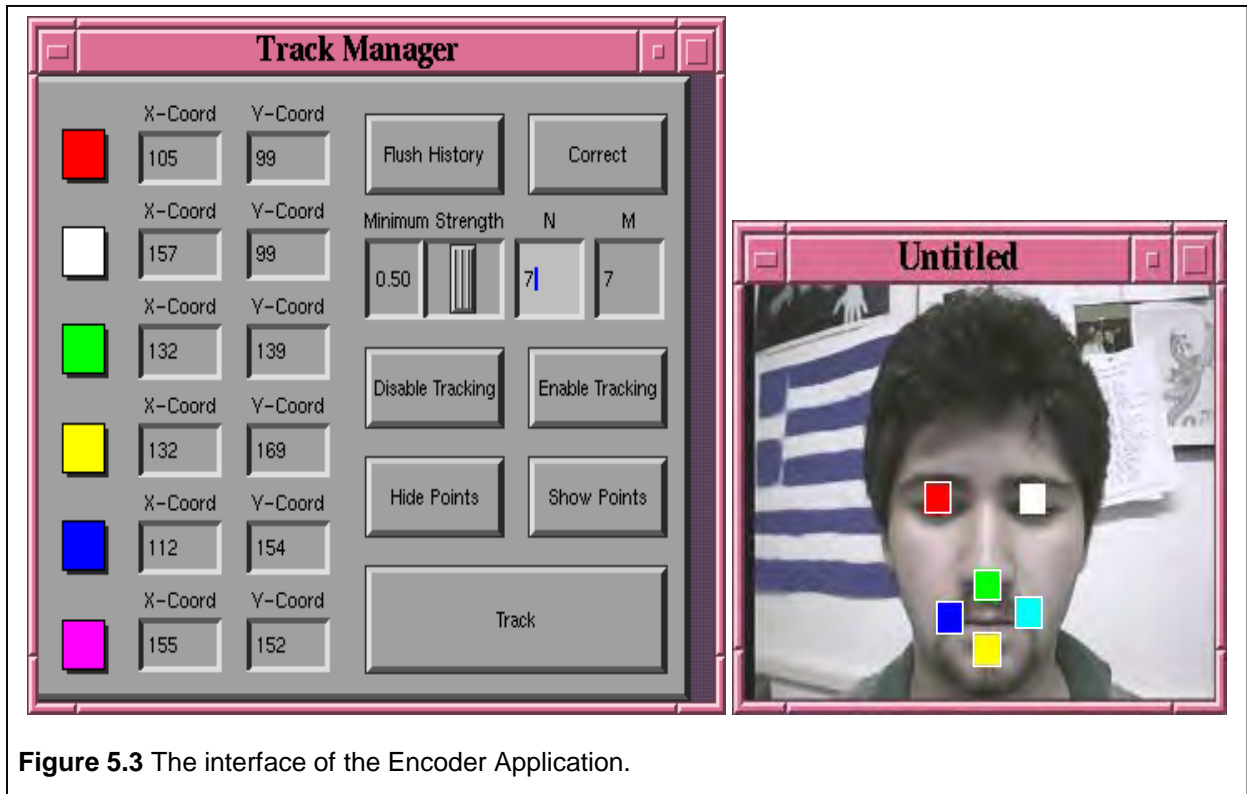 Track Manager
X-Coord Y-Coord
105 99
X-Coord Y-Coord
157 99
X-Coord Y-Coord
132 139
X-Coord Y-Coord
132 169
X-Coord Y-Coord
112 154
X-Coord Y-Coord
155 152
Flush History Correct
Minimum Strength N M
0.50 7 7
Disable Tracking Enable Tracking
Hide Points Show Points
Track
Untitled
Figure 5.3 The interface of the Encoder Application.